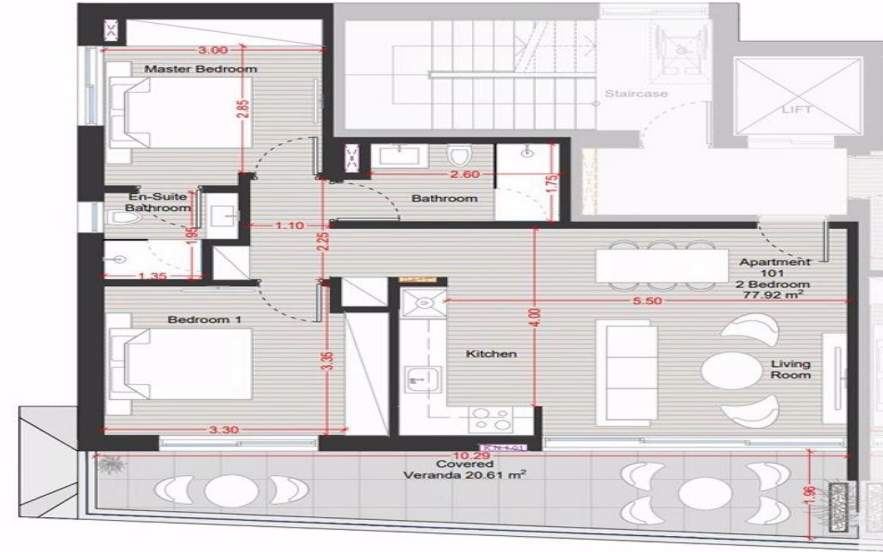 3.00
Master Bedroom
2.85
Staircase
LIFT
2.60
1.75
Bathroom
En-Suite
Bathroom
1.95
1.10
2.25
1.35
Apartment
101
2 Bedroom
77.92 m²
5.50
4.00
Bedroom 1
3.35
Kitchen
Living
Room
3.30
10.29
Covered
Veranda 20.61 m²
1.96